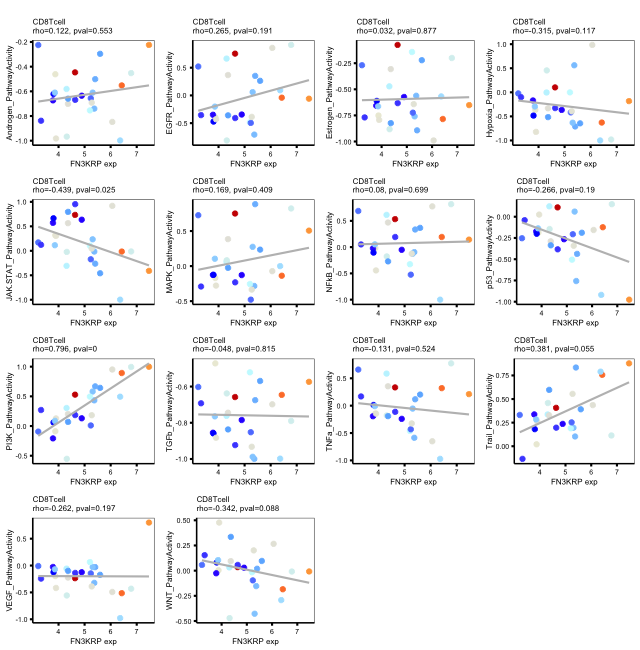 CD8Tcell
rho=0.122, pval=0.553
Androgen_PathwayActivity
-0.2
-0.4
-0.6
-0.8
-1.0
4 5 6 7
FN3KRP exp
CD8Tcell
rho=0.265, pval=0.191
EGFR_PathwayActivity
1.0
0.5
0.0
-0.5
4 5 6 7
FN3KRP exp
CD8Tcell
rho=0.032, pval=0.877
Estrogen_PathwayActivity
-0.25
-0.50
-0.75
-1.00
4 5 6 7
FN3KRP exp
CD8Tcell
rho=-0.315, pval=0.117
Hypoxia_PathwayActivity
1.0
0.5
0.0
-0.5
-1.0
4 5 6 7
FN3KRP exp
CD8Tcell
rho=-0.439, pval=0.025
JAK-STAT_PathwayActivity
1.0
0.5
0.0
-0.5
-1.0
4 5 6 7
FN3KRP exp
CD8Tcell
rho=0.169, pval=0.409
MAPK_PathwayActivity
0.5
0.0
-0.5
4 5 6 7
FN3KRP exp
CD8Tcell
rho=0.08, pval=0.699
NFkB_PathwayActivity
0.5
0.0
-0.5
-1.0
4 5 6 7
FN3KRP exp
CD8Tcell
rho=-0.266, pval=0.19
p53_PathwayActivity
0.00
-0.25
-0.50
-0.75
-1.00
4 5 6 7
FN3KRP exp
CD8Tcell
rho=0.796, pval=0
PI3K_PathwayActivity
1.0
0.5
0.0
-0.5
4 5 6 7
FN3KRP exp
CD8Tcell
rho=-0.048, pval=0.815
TGFb_PathwayActivity
-0.6
-0.8
-1.0
4 5 6 7
FN3KRP exp
CD8Tcell
rho=-0.131, pval=0.524
TNFa_PathwayActivity
0.5
0.0
-0.5
-1.0
4 5 6 7
FN3KRP exp
CD8Tcell
rho=0.381, pval=0.055
Trail_PathwayActivity
0.75
0.50
0.25
0.00
4 5 6 7
FN3KRP exp
CD8Tcell
rho=-0.262, pval=0.197
VEGF_PathwayActivity
0.5
0.0
-0.5
-1.0
4 5 6 7
FN3KRP exp
CD8Tcell
rho=-0.342, pval=0.088
WNT_PathwayActivity
0.50
0.25
0.00
-0.25
-0.50
4 5 6 7
FN3KRP exp